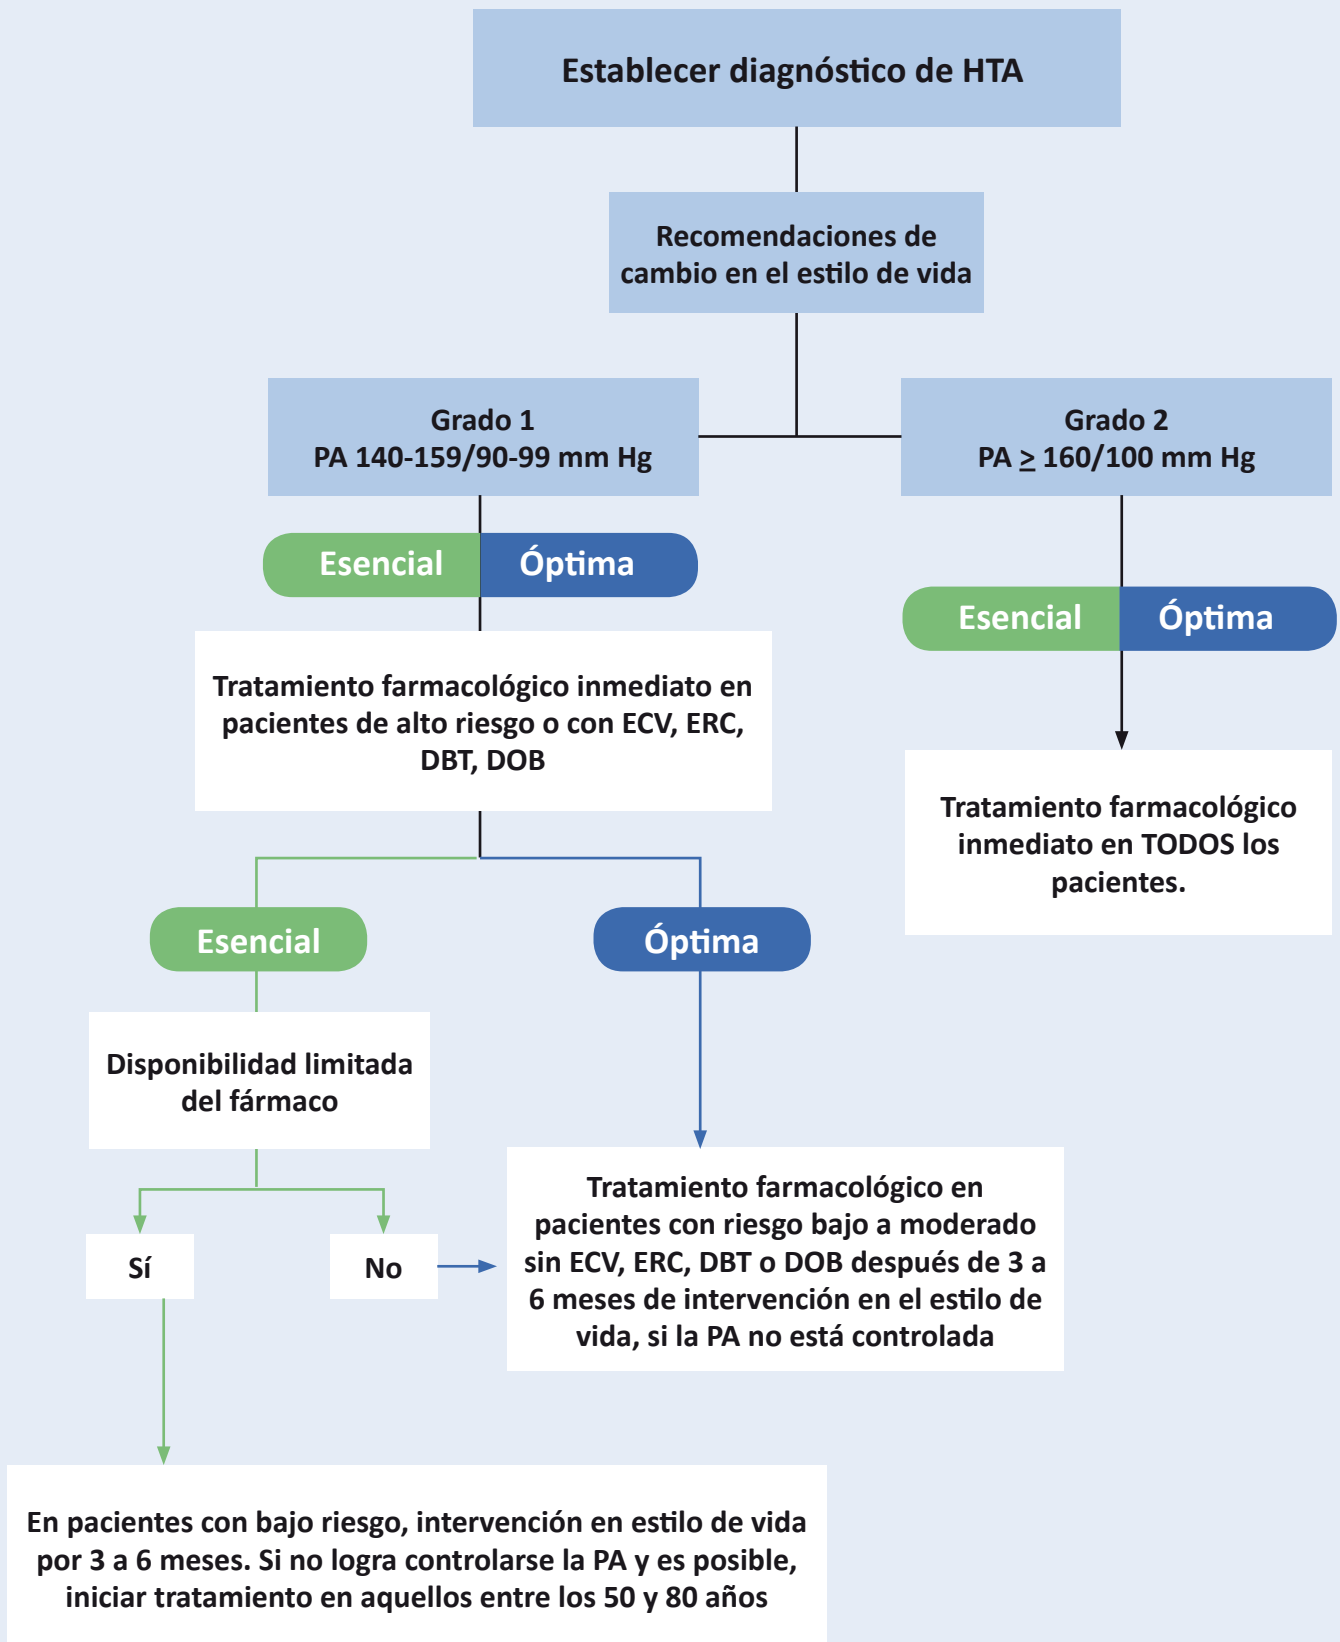 Establecer diagnóstico de HTA
Recomendaciones de
cambio en el estilo de vida
Grado 1
PA 140-159/90-99 mm Hg
Grado 2
PA ≥ 160/100 mm Hg
Esencial
Óptima
Esencial
Óptima
Tratamiento farmacológico inmediato en
pacientes de alto riesgo o con ECV, ERC,
DBT, DOB
Tratamiento farmacológico
inmediato en TODOS los
pacientes.
Esencial
Óptima
Disponibilidad limitada
del fármaco
Sí
No
Tratamiento farmacológico en
pacientes con riesgo bajo a moderado
sin ECV, ERC, DBT o DOB después de 3 a
6 meses de intervención en el estilo de
vida, si la PA no está controlada
En pacientes con bajo riesgo, intervención en estilo de vida
por 3 a 6 meses. Si no logra controlarse la PA y es posible,
iniciar tratamiento en aquellos entre los 50 y 80 años